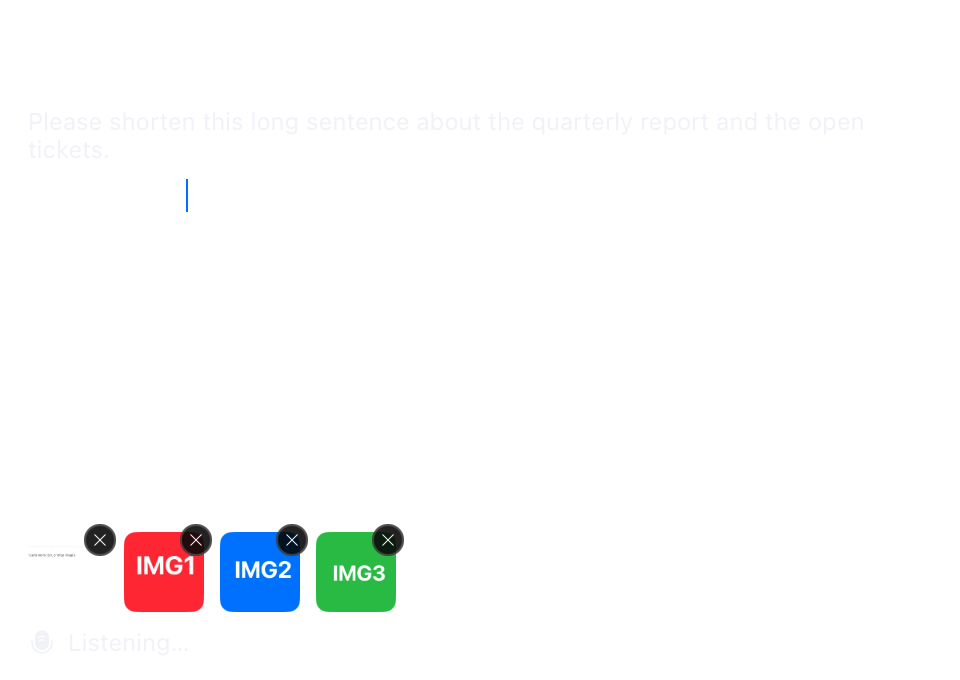 Please shorten this long sentence about the quarterly report and the open
tickets.
IMG1 IMG2 IMG3
Listening...